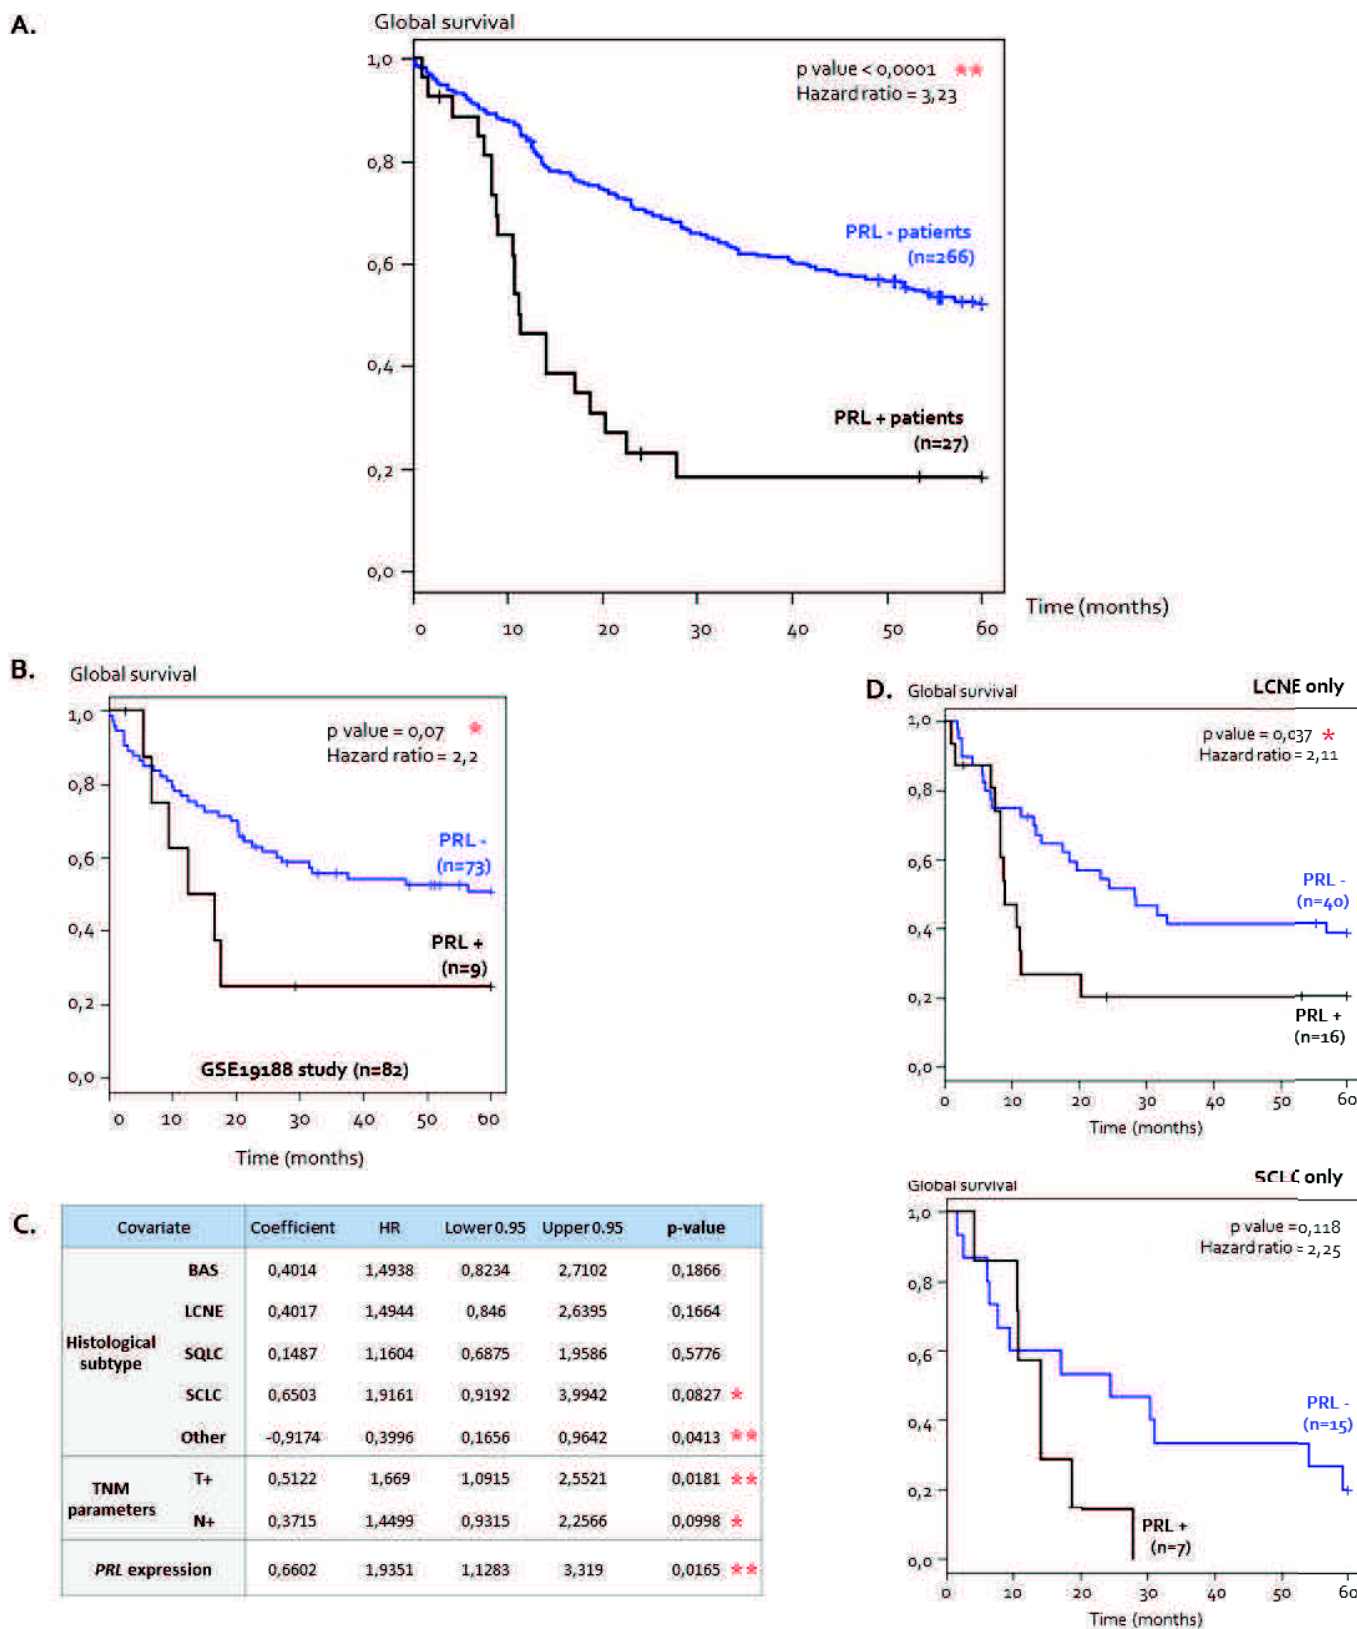 A.
Global survival
p value < 0,0001 **
Hazard ratio = 3,23
1,0
0,8
0,6
0,4
0,2
0,0
PRL - patients
(n=266)
PRL + patients
(n=27)
0 10 20 30 40 50 60
Time (months)
B.
Global survival
p value = 0,07 *
Hazard ratio = 2,2
1,0
0,8
0,6
0,4
0,2
0,0
PRL -
(n=73)
PRL +
(n=9)
GSE19188 study (n=82)
0 10 20 30 40 50 60
Time (months)
C.
Covariate Coefficient HR Lower 0.95 Upper 0.95 p-value
Histological subtype
BAS 0,4014 1,4938 0,8234 2,7102 0,1866
LCNE 0,4017 1,4944 0,846 2,6395 0,1664
SQLC 0,1487 1,1604 0,6875 1,9586 0,5776
SCLC 0,6503 1,9161 0,9192 3,9942 0,0827 *
Other -0,9174 0,3996 0,1656 0,9642 0,0413 **
TNM parameters
T+ 0,5122 1,669 1,0915 2,5521 0,0181 **
N+ 0,3715 1,4499 0,9315 2,2566 0,0998 *
PRL expression 0,6602 1,9351 1,1283 3,319 0,0165 **
D.
Global survival
LCNE only
p value = 0,037 *
Hazard ratio = 2,11
1,0
0,8
0,6
0,4
0,2
0,0
PRL -
(n=40)
PRL +
(n=16)
0 10 20 30 40 50 60
Time (months)
Global survival
SCLC only
p value =0,118
Hazard ratio = 2,25
1,0
0,8
0,6
0,4
0,2
0,0
PRL -
(n=15)
PRL +
(n=7)
0 10 20 30 40 50 60
Time (months)